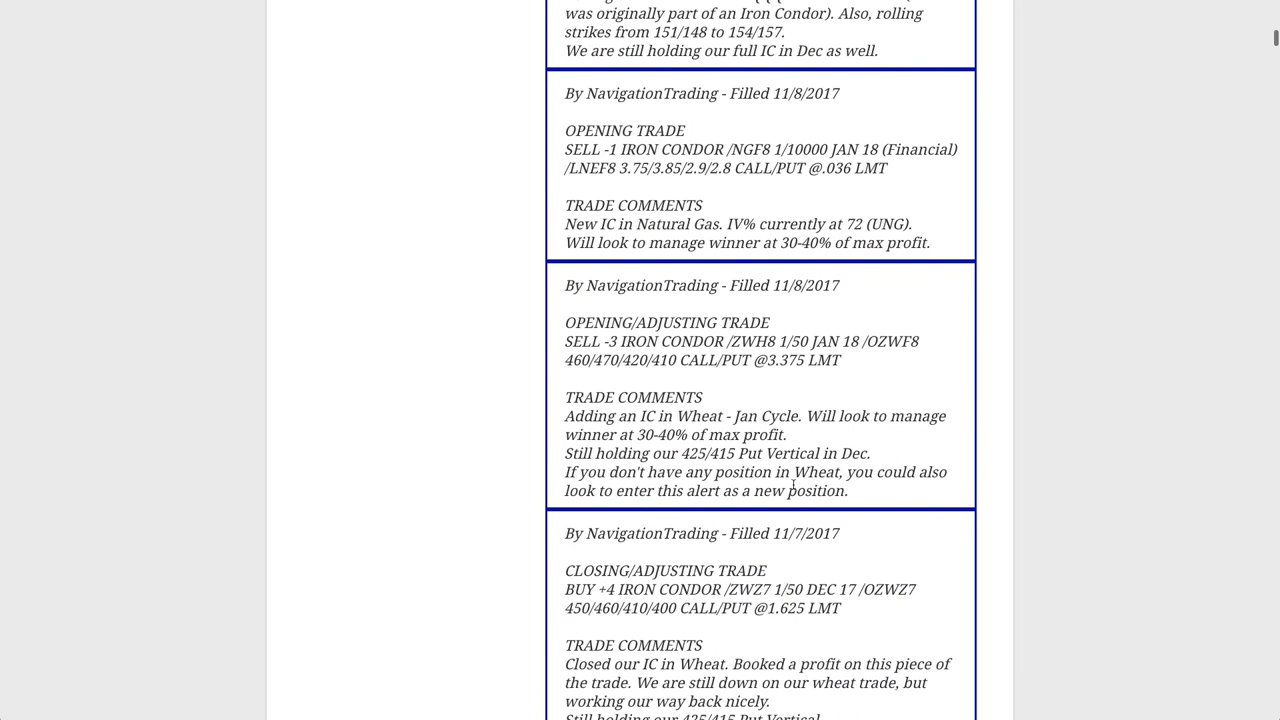 was originally part of an Iron Condor). Also, rolling
strikes from 151/148 to 154/157.
We are still holding our full IC in Dec as well.
By NavigationTrading - Filled 11/8/2017
OPENING TRADE
SELL -1 IRON CONDOR /NGF8 1/10000 JAN 18 (Financial)
/LNEF8 3.75/3.85/2.9/2.8 CALL/PUT @.036 LMT
TRADE COMMENTS
New IC in Natural Gas. IV% currently at 72 (UNG).
Will look to manage winner at 30-40% of max profit.
By NavigationTrading - Filled 11/8/2017
OPENING/ADJUSTING TRADE
SELL -3 IRON CONDOR /ZWH8 1/50 JAN 18 /OZWF8
460/470/420/410 CALL/PUT @3.375 LMT
TRADE COMMENTS
Adding an IC in Wheat - Jan Cycle. Will look to manage
winner at 30-40% of max profit.
Still holding our 425/415 Put Vertical in Dec.
If you don't have any position in Wheat, you could also
look to enter this alert as a new position.
By NavigationTrading - Filled 11/7/2017
CLOSING/ADJUSTING TRADE
BUY +4 IRON CONDOR /ZWZ7 1/50 DEC 17 /OZWZ7
450/460/410/400 CALL/PUT @1.625 LMT
TRADE COMMENTS
Closed our IC in Wheat. Booked a profit on this piece of
the trade. We are still down on our wheat trade, but
working our way back nicely.
Still holding our 425/415 Put Vertical